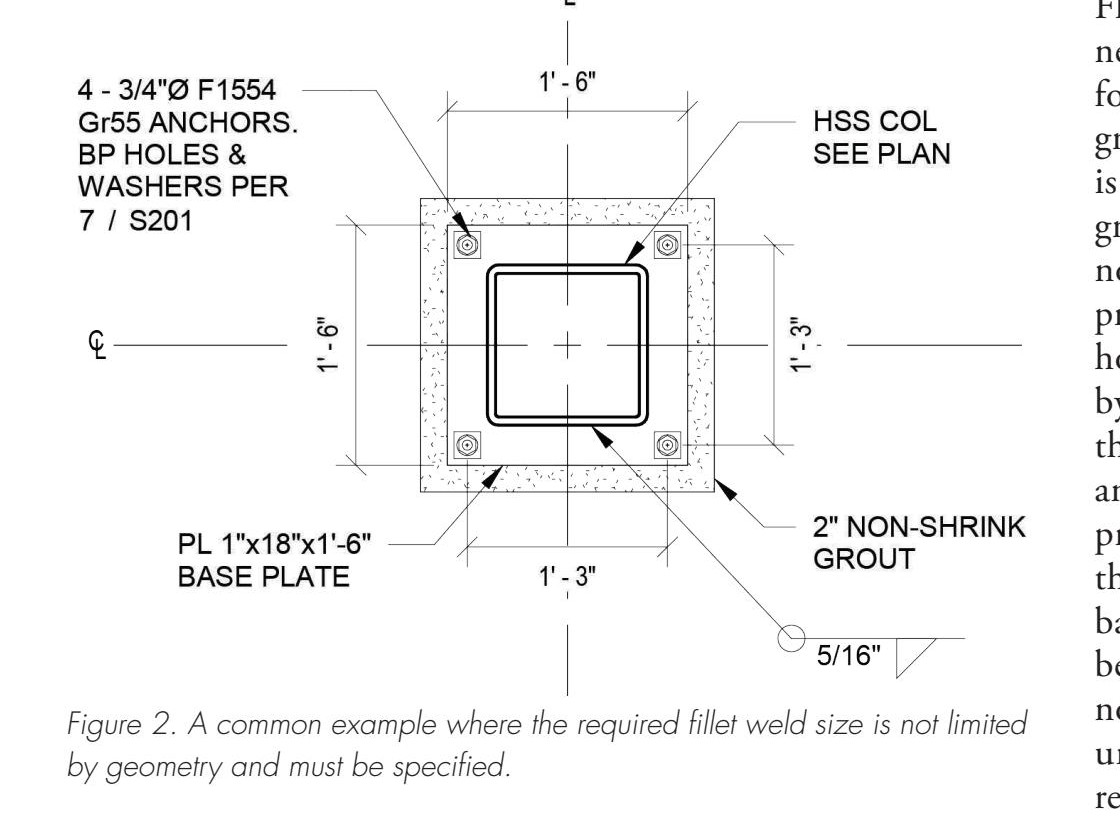 1' - 6"
4 - 3/4"Ø F1554
Gr55 ANCHORS.
BP HOLES &
WASHERS PER
7 / S201
HSS COL
SEE PLAN
℄
1' - 6"
1' - 3"
PL 1"x18"x1'-6"
BASE PLATE
1' - 3"
2" NON-SHRINK
GROUT
5/16"
Figure 2. A common example where the required fillet weld size is not limited
by geometry and must be specified.
is
by